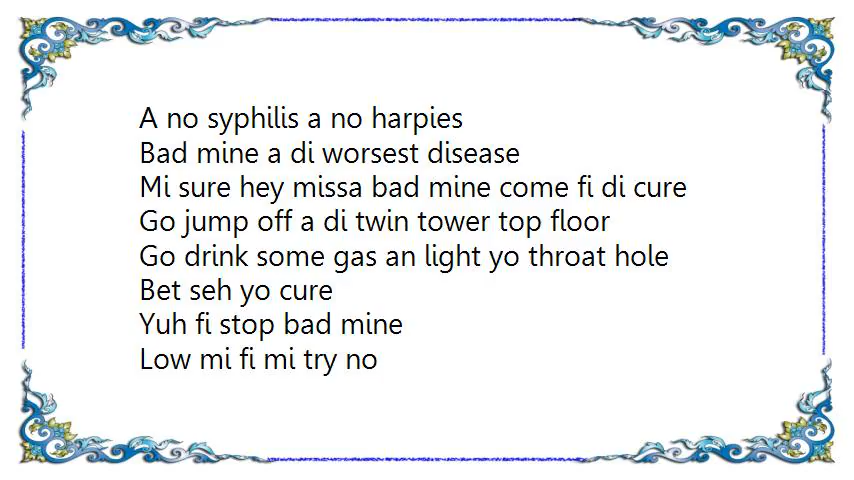 A no syphilis a no harpies
Bad mine a di worsest disease
Mi sure hey missa bad mine come fi di cure
Go jump off a di twin tower top floor
Go drink some gas an light yo throat hole
Bet seh yo cure
Yuh fi stop bad mine
Low mi fi mi try no